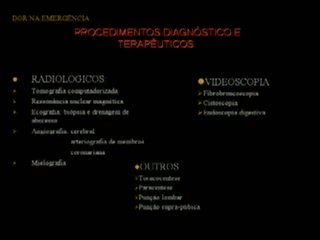 DOR NA EMERGÊNCIA
PROCEDIMENTOS DIAGNÓSTICO E
TERAPÊUTICOS
RADIOLÓGICOS
Tomografia computadorizada
Ressonância nuclear magnética
Ecografia, biópsia e drenagem de
abscesso
Angiografia: cerebral
arteriografia de membros
coronariana
Mielografia
VIDEOSCOPIA
Fibrobroncoscopia
Cistoscopia
Endoscopia digestiva
OUTROS
Toracocentese
Paracentese
Punção lombar
Punção supra-púbica